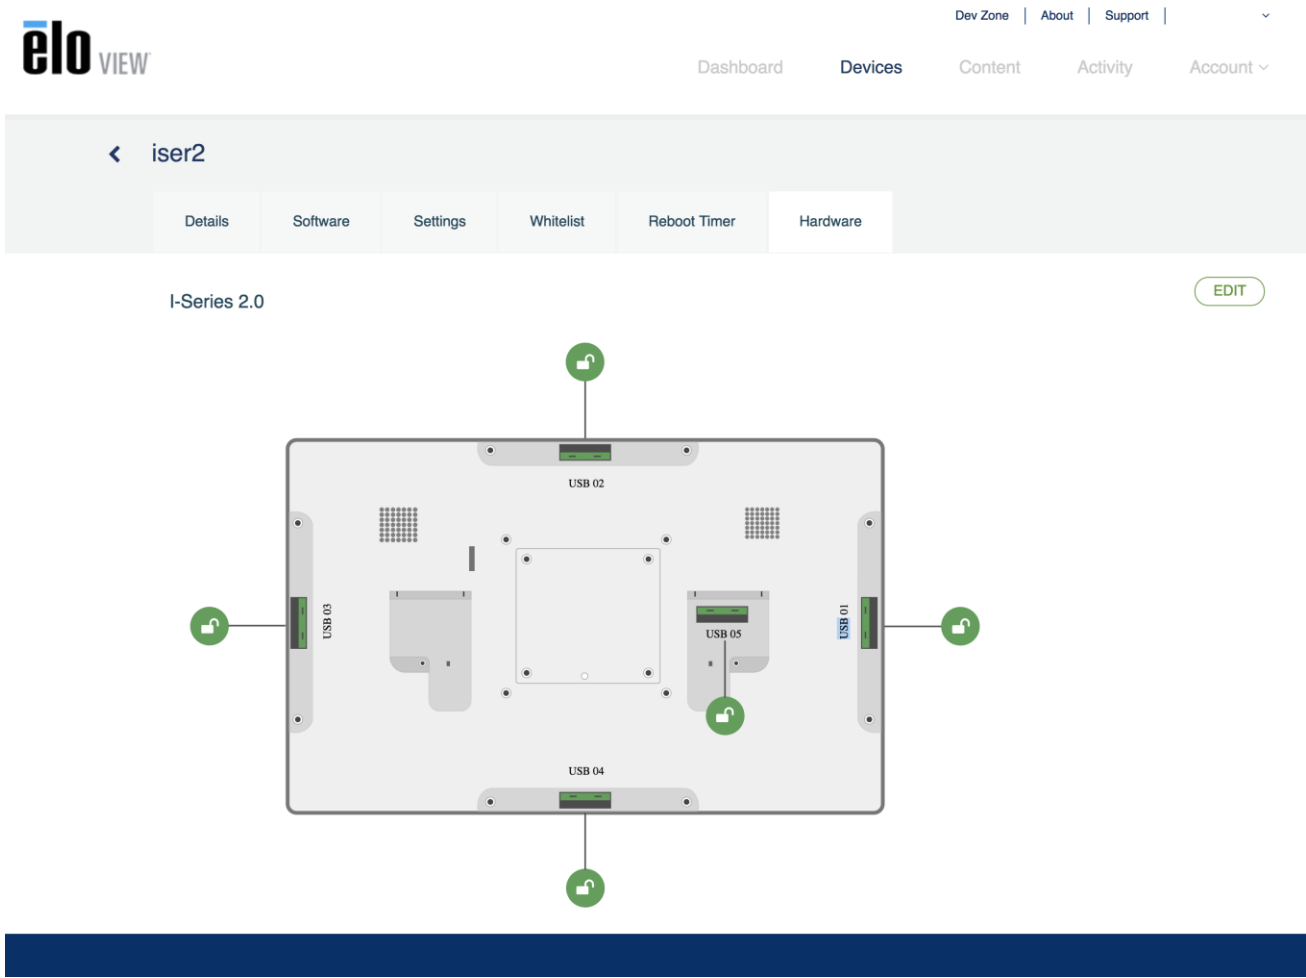 Dev Zone About Support
ēlo VIEW
Dashboard Devices Content Activity Account
iser2
Details Software Settings Whitelist Reboot Timer Hardware
I-Series 2.0
EDIT
USB 02
USB 03
USB 01
USB 05
USB 04